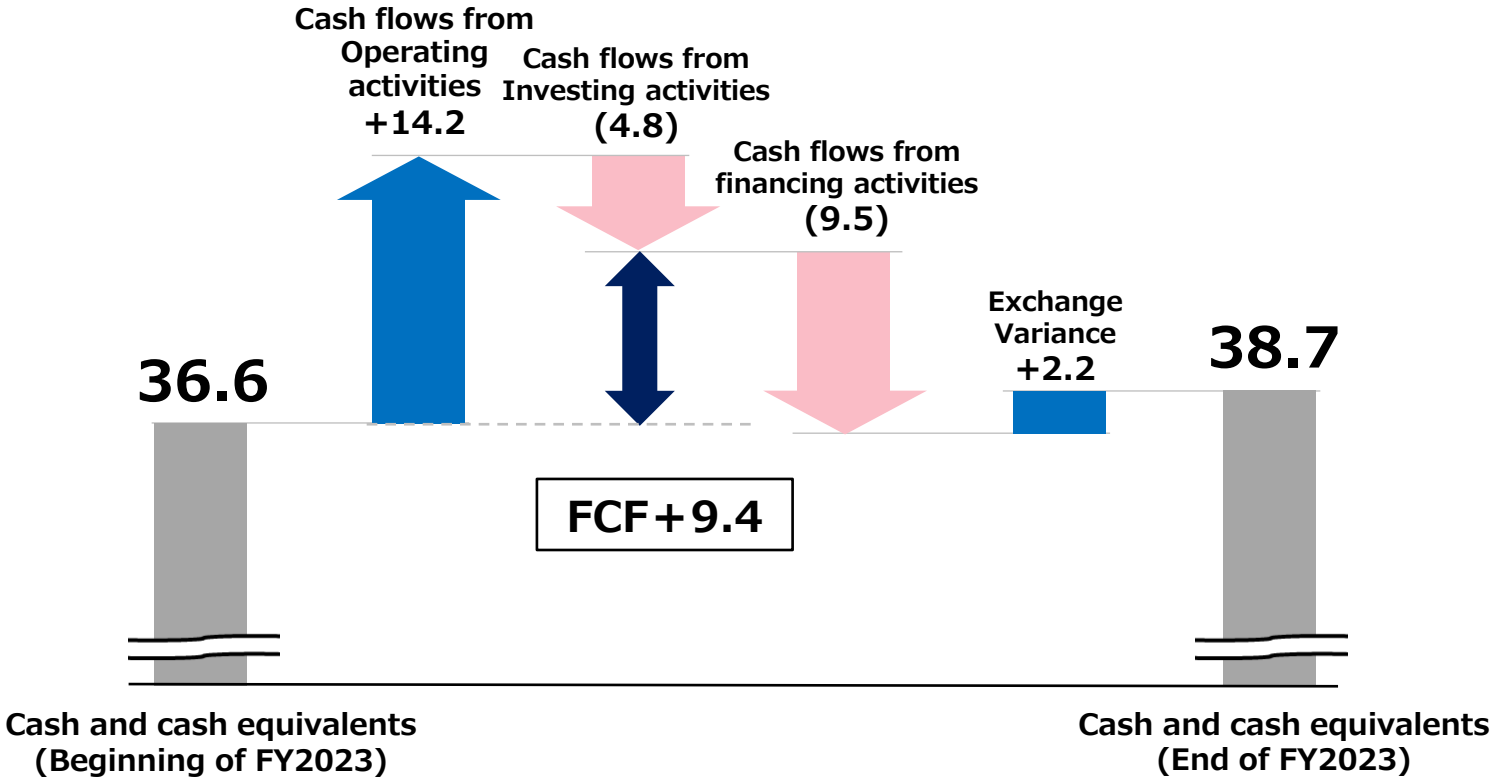 Cash flows from
Operating
activities
+14.2
Cash flows from
Investing activities
(4.8)
Cash flows from
financing activities
(9.5)
Exchange
Variance
+2.2
36.6
38.7
FCF+9.4
Cash and cash equivalents
(Beginning of FY2023)
Cash and cash equivalents
(End of FY2023)